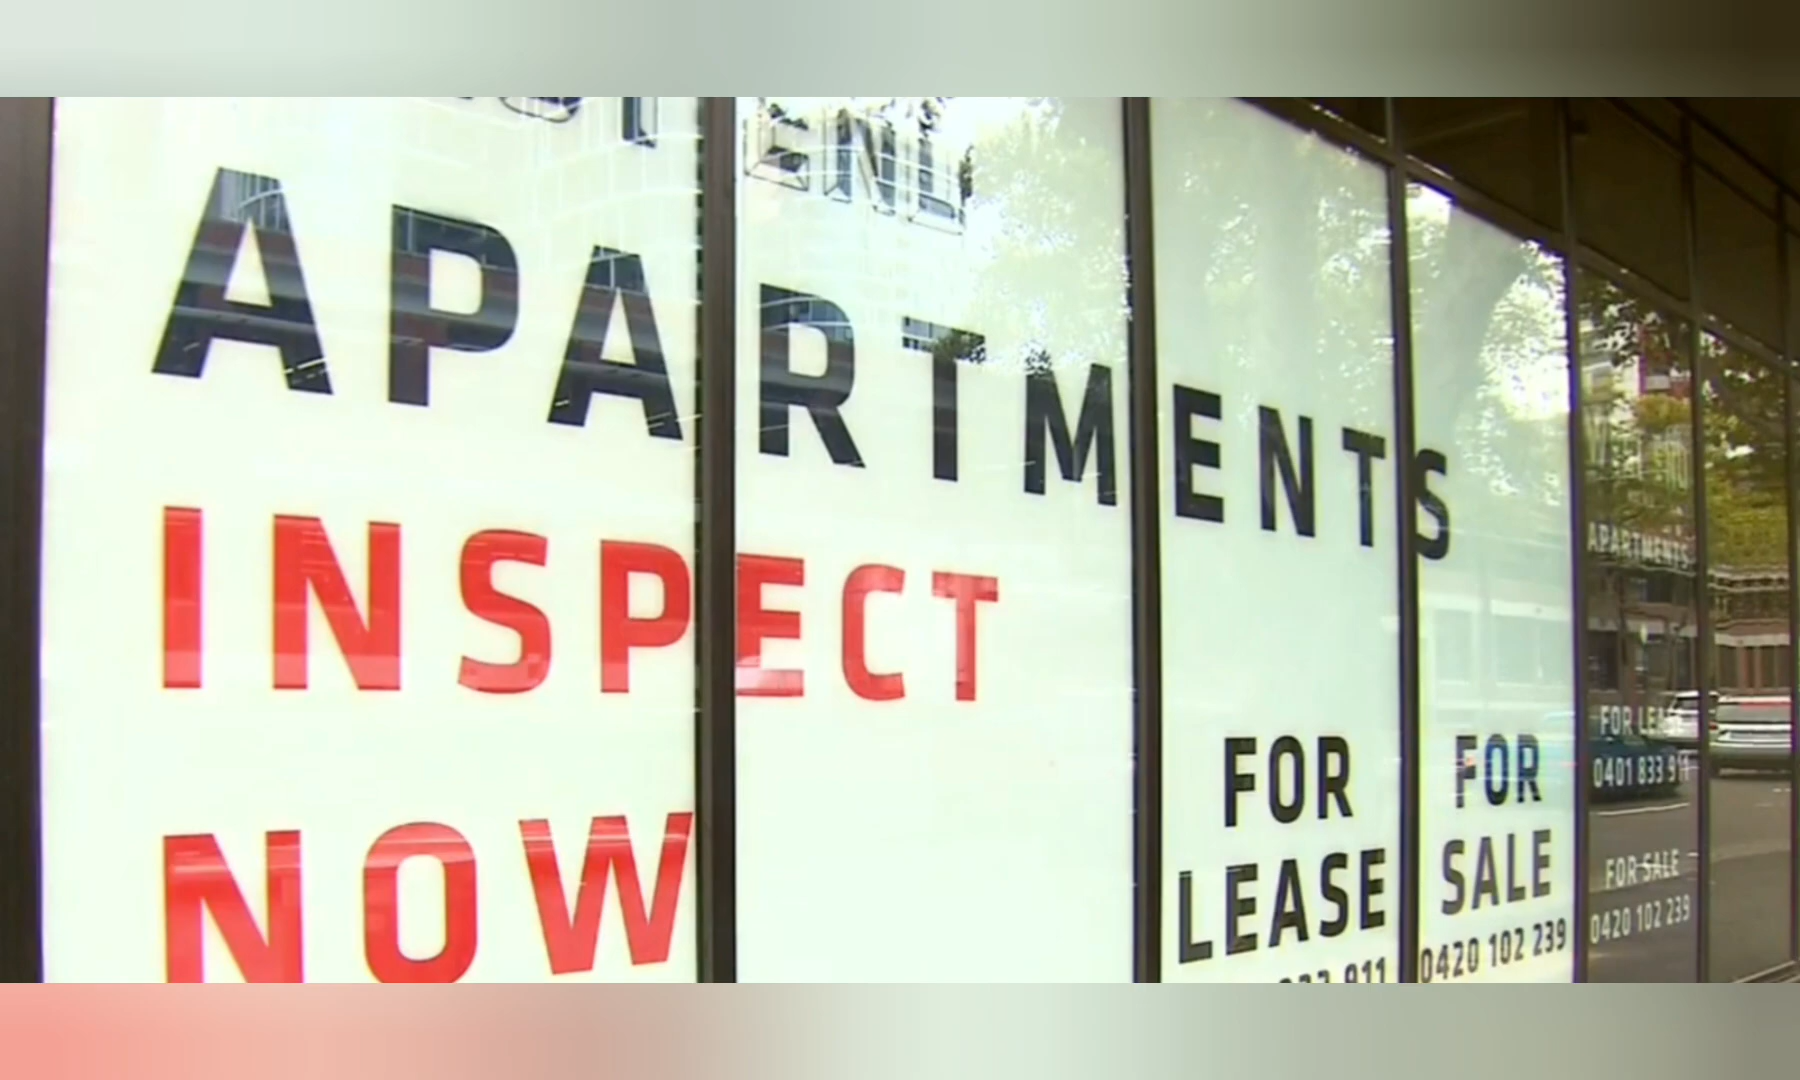 APARTMENTS
INSPECT
NOW
FOR
LEASE
911
FOR
SALE
0420 102 239
APARTMENTS
FOR LEASE
0401 833 911
FOR SALE
0420 102 239